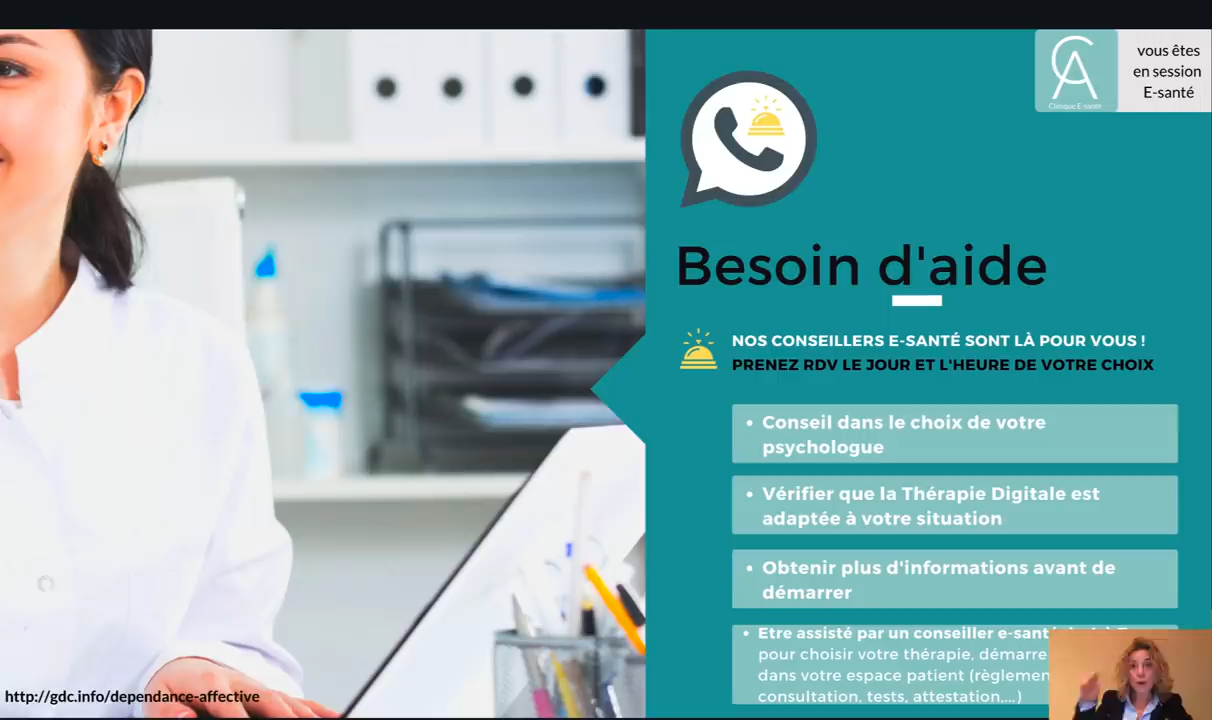 Clinique E-santé
vous êtes
en session
E-santé
Besoin d'aide
NOS CONSEILLERS E-SANTÉ SONT LÀ POUR VOUS !
PRENEZ RDV LE JOUR ET L'HEURE DE VOTRE CHOIX
• Conseil dans le choix de votre
psychologue
• Vérifier que la Thérapie Digitale est
adaptée à votre situation
• Obtenir plus d'informations avant de
démarrer
• Etre assisté par un conseiller e-santé
pour choisir votre thérapie, démarre
dans votre espace patient (règlemen
consultation, tests, attestation,...)
http://gdc.info/dependance-affective